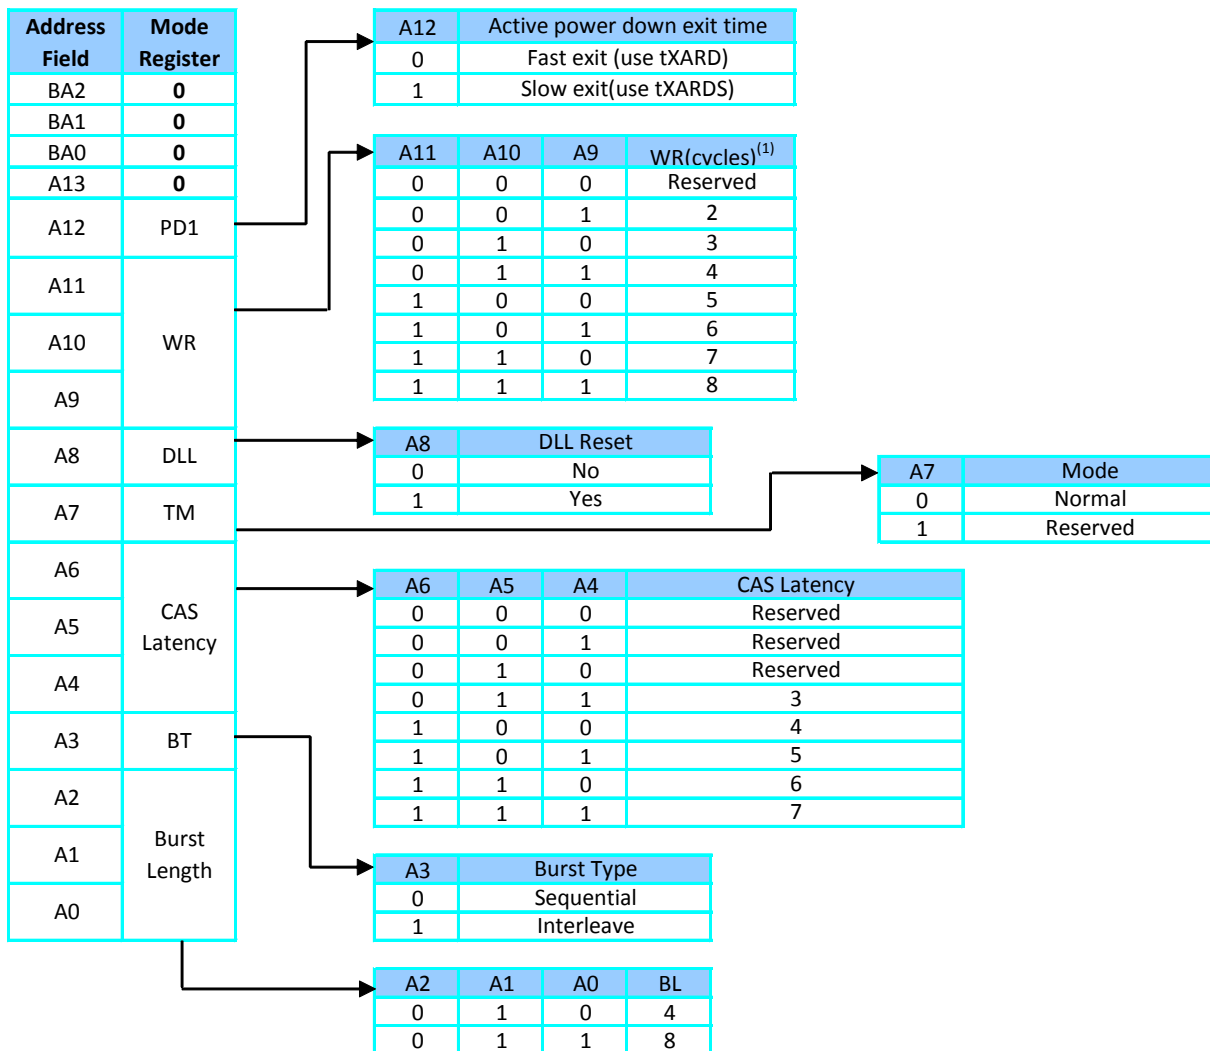 Address Field Mode Register
BA2 0
BA1 0
BA0 0
A13 0
A12 PD1
A11
A10 WR
A9
A8 DLL
A7 TM
A6
A5 CAS Latency
A4
A3 BT
A2
A1 Burst Length
A0
A12 Active power down exit time
0 Fast exit (use tXARD)
1 Slow exit(use tXARDS)
A11 A10 A9 WR(cycles)(1)
0 0 0 Reserved
0 0 1 2
0 1 0 3
0 1 1 4
1 0 0 5
1 0 1 6
1 1 0 7
1 1 1 8
A8 DLL Reset
0 No
1 Yes
A7 Mode
0 Normal
1 Reserved
A6 A5 A4 CAS Latency
0 0 0 Reserved
0 0 1 Reserved
0 1 0 Reserved
0 1 1 3
1 0 0 4
1 0 1 5
1 1 0 6
1 1 1 7
A3 Burst Type
0 Sequential
1 Interleave
A2 A1 A0 BL
0 1 0 4
0 1 1 8